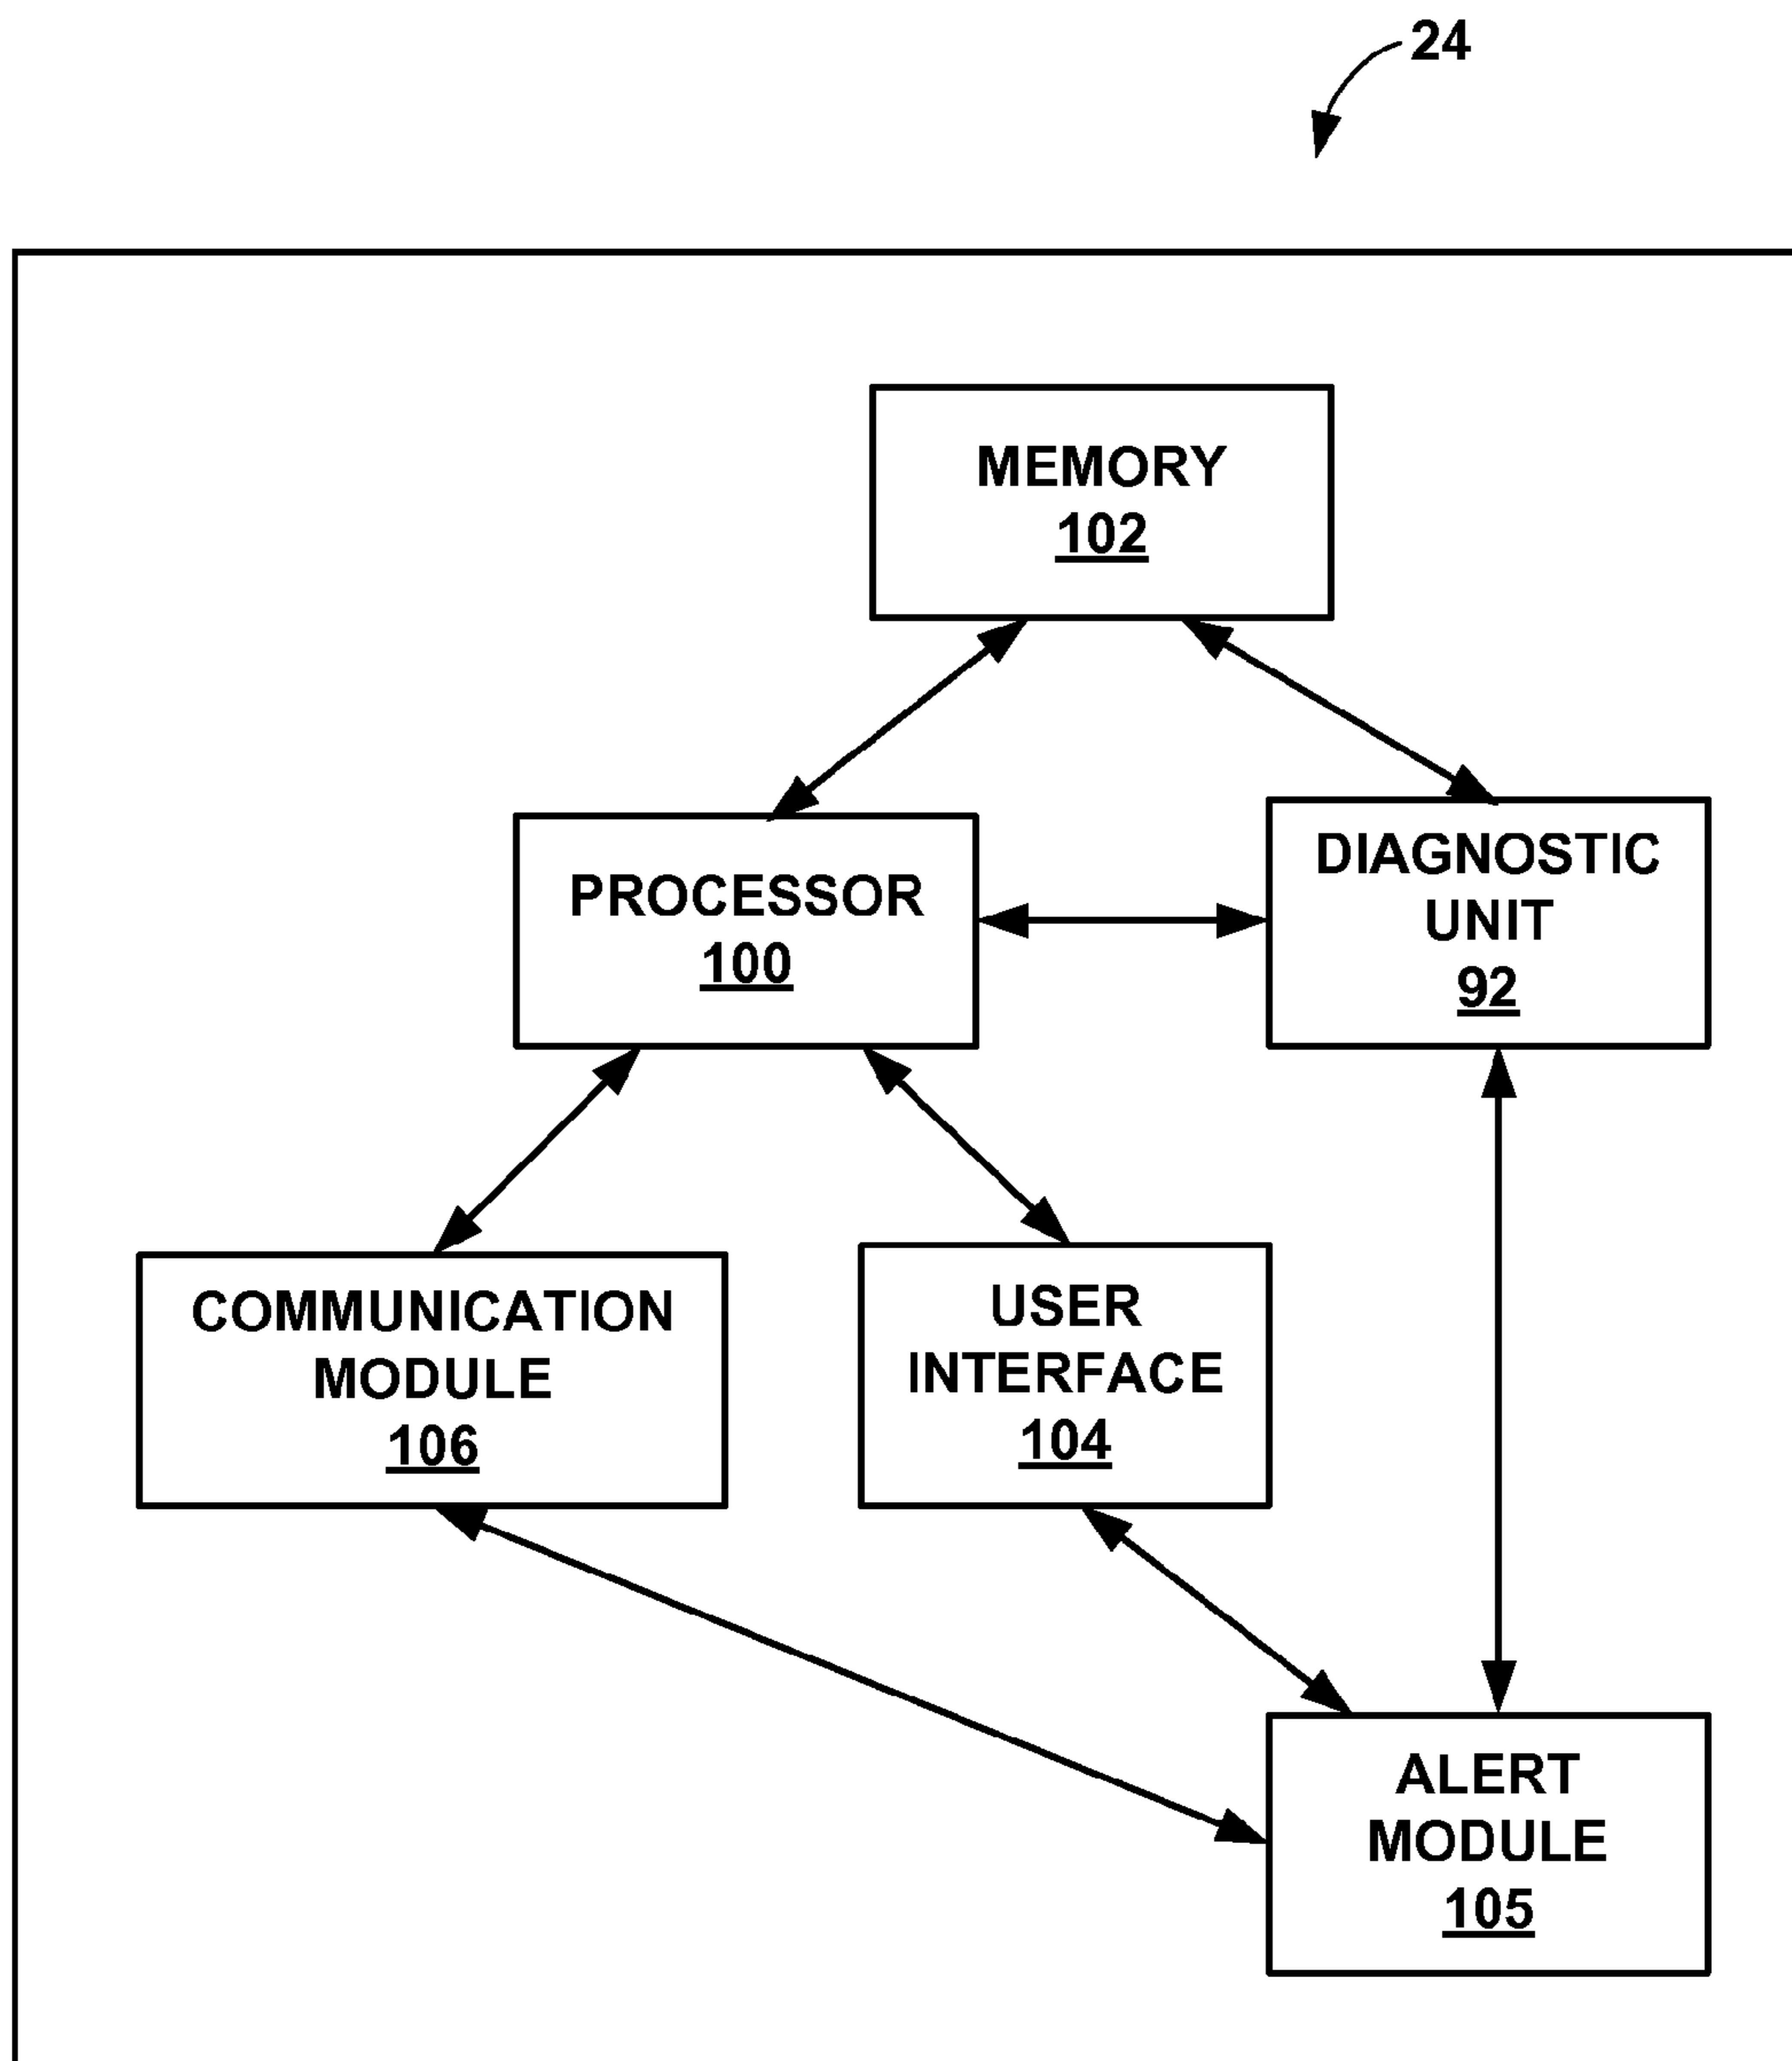 24
MEMORY
102
PROCESSOR
100
DIAGNOSTIC
UNIT
92
COMMUNICATION
MODULE
106
USER
INTERFACE
104
ALERT
MODULE
105